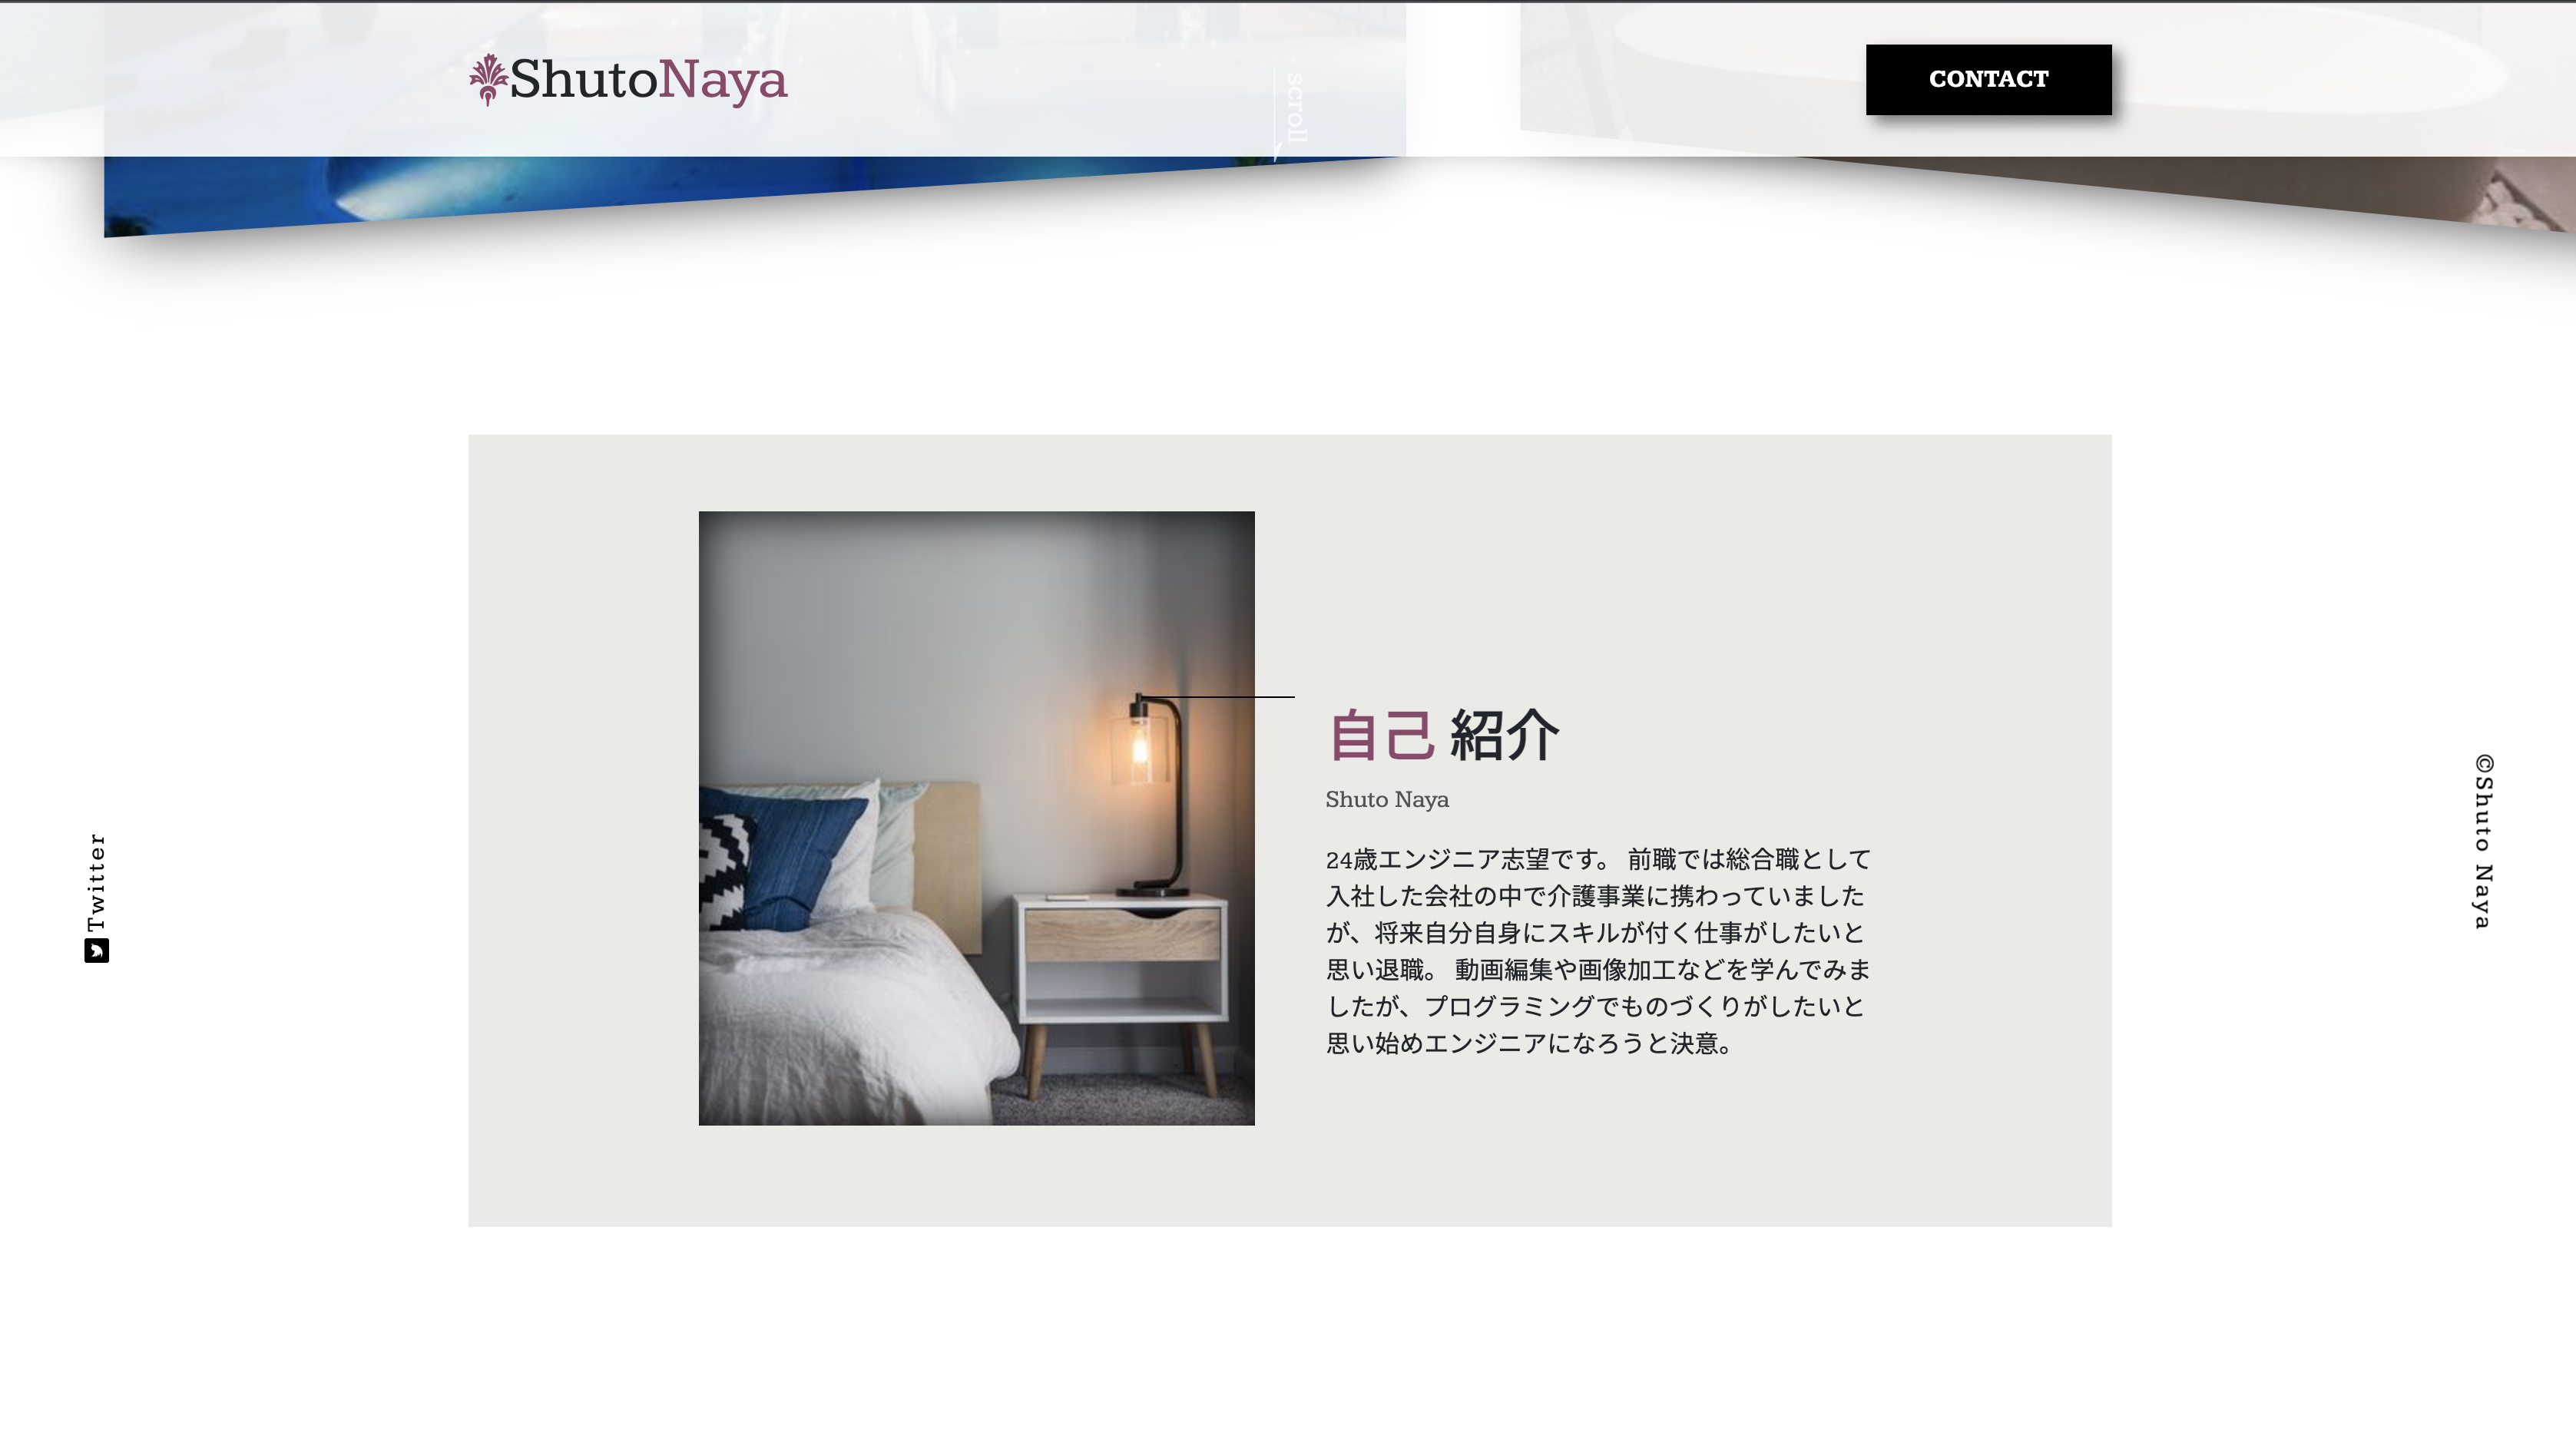 ShutoNaya
scroll
CONTACT
自己 紹介
Shuto Naya
24歳エンジニア志望です。 前職では総合職として
入社した会社の中で介護事業に携わっていました
が、将来自分自身にスキルが付く仕事がしたいと
思い退職。 動画編集や画像加工などを学んでみま
したが、プログラミングでものづくりがしたいと
思い始めエンジニアになろうと決意。
Twitter
©Shuto Naya